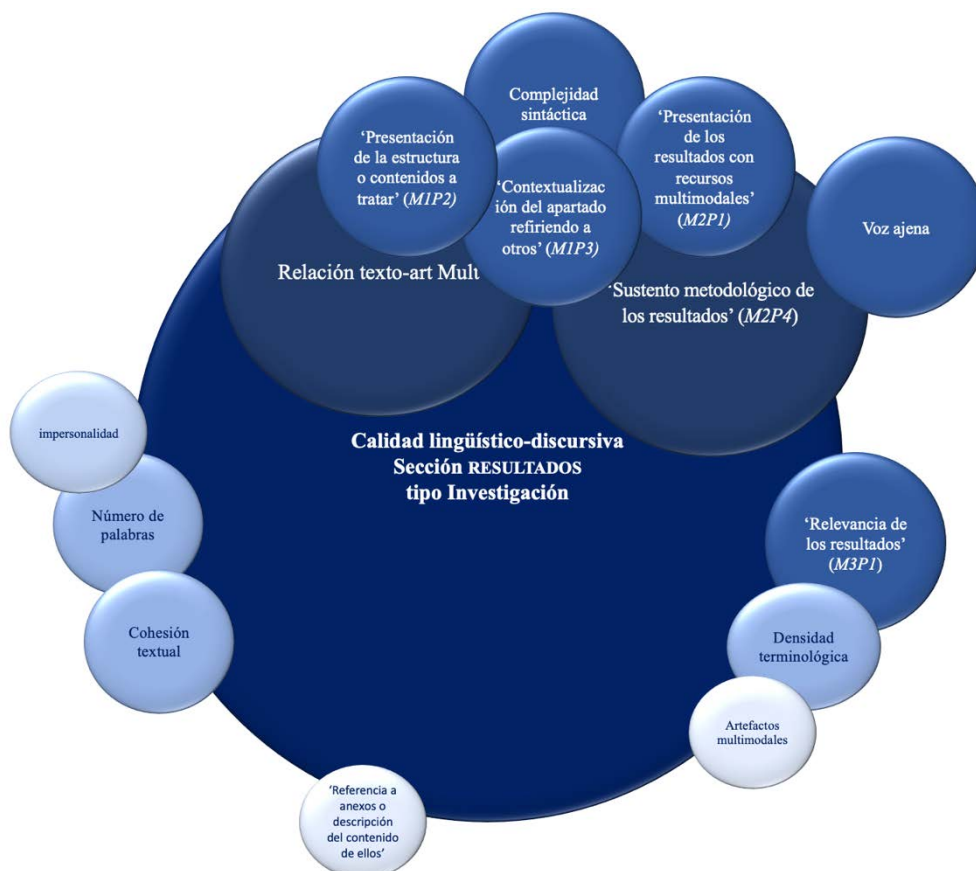 Complejidad
sintáctica
‘Presentación
de la estructura
o contenidos a
tratar’ (M1P2)
‘Contextualizac
ión del apartado
refiriendo a
otros’ (M1P3)
‘Presentación
de los
resultados con
recursos
multimodales’
(M2P1)
Voz ajena
Relación texto-art Mult
‘Sustento metodológico de
los resultados’ (M2P4)
impersonalidad
Número de
palabras
Cohesión
textual
Calidad lingüístico-discursiva
Sección RESULTADOS
tipo Investigación
‘Relevancia de
los resultados’
(M3P1)
Densidad
terminológica
Artefactos
multimodales
‘Referencia a
anexos o
descripción
del contenido
de ellos’